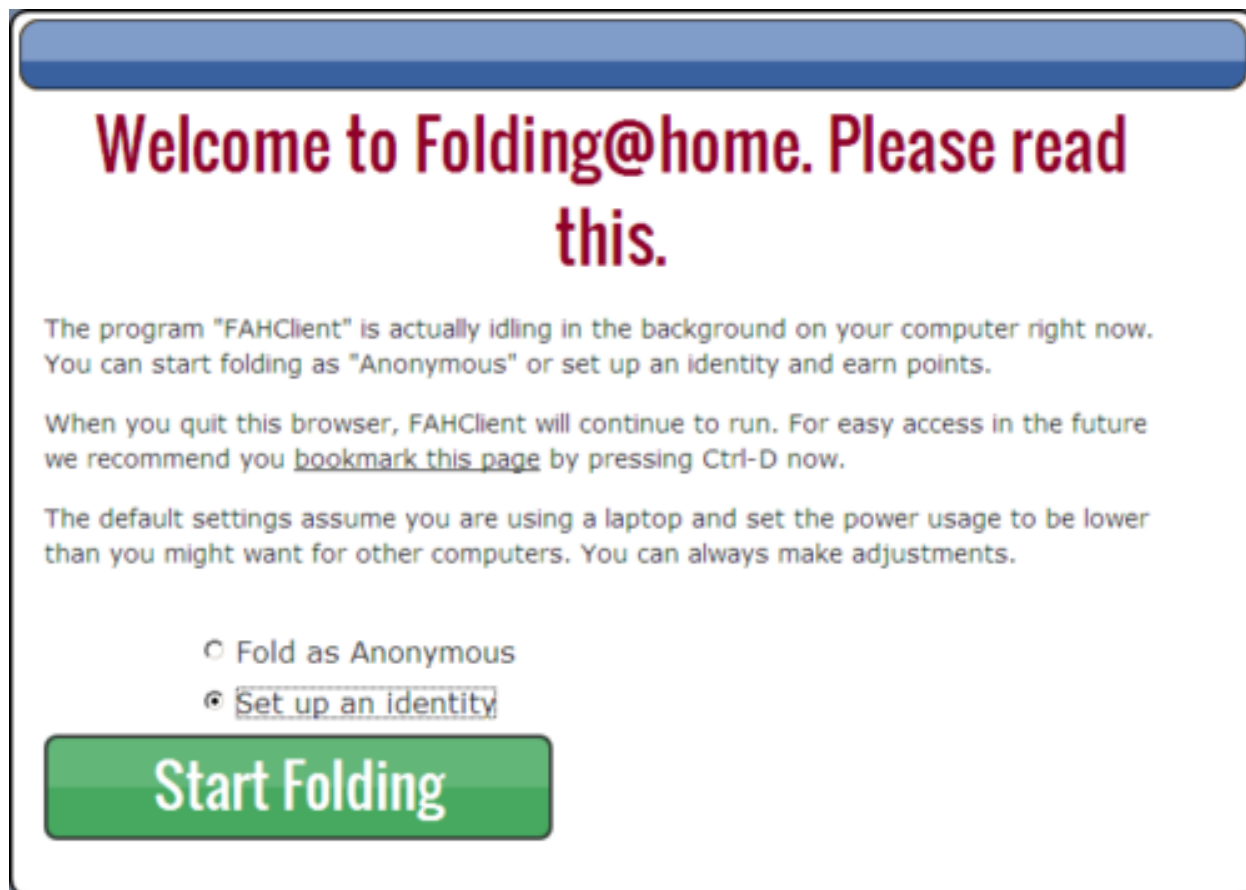 Welcome to Folding@home. Please read
this.
The program "FAHClient" is actually idling in the background on your computer right now.
You can start folding as "Anonymous" or set up an identity and earn points.
When you quit this browser, FAHClient will continue to run. For easy access in the future
we recommend you bookmark this page by pressing Ctrl-D now.
The default settings assume you are using a laptop and set the power usage to be lower
than you might want for other computers. You can always make adjustments.
Fold as Anonymous
Set up an identity
Start Folding